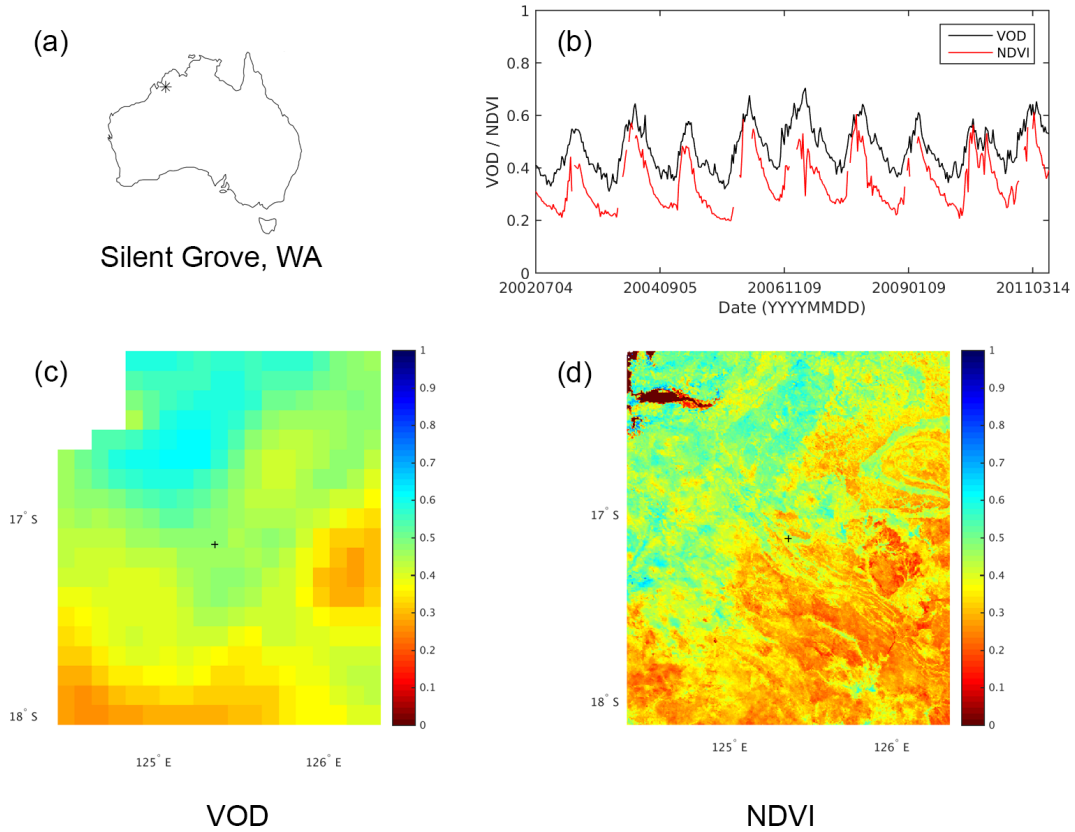 (a)
Silent Grove, WA
(b)
VOD
NDVI
VOD / NDVI
1
0.8
0.6
0.4
0.2
0
20020704 20040905 20061109 20090109 20110314
Date (YYYYMMDD)
(c)
17° S
18° S
125° E 126° E
1
0.9
0.8
0.7
0.6
0.5
0.4
0.3
0.2
0.1
0
VOD
(d)
17° S
18° S
125° E 126° E
1
0.9
0.8
0.7
0.6
0.5
0.4
0.3
0.2
0.1
0
NDVI